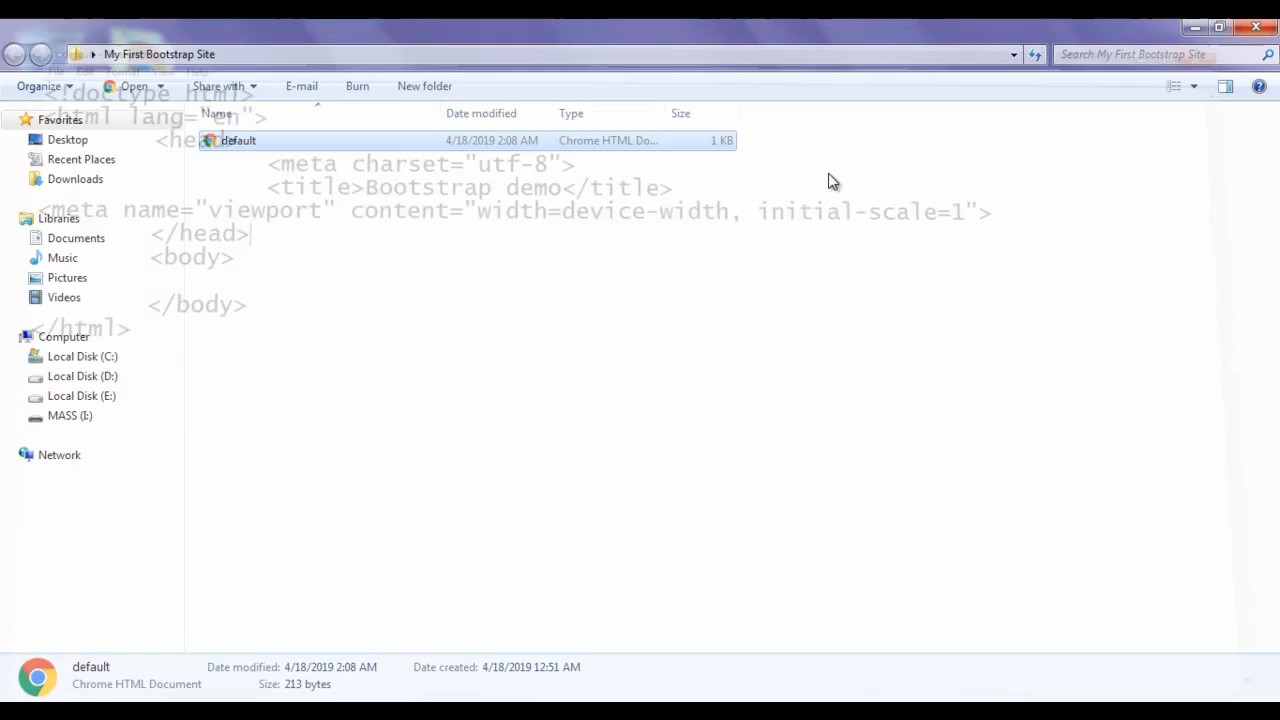 My First Bootstrap Site
Search My First Bootstrap Site
File Edit Format View Help
Organize Open Share with E-mail Burn New folder
Name Date modified Type Size
default 4/18/2019 2:08 AM Chrome HTML Do... 1 KB
Favorites
Desktop
Recent Places
Downloads
Libraries
Documents
Music
Pictures
Videos
Computer
Local Disk (C:)
Local Disk (D:)
Local Disk (E:)
MASS (I:)
Network
<!doctype html>
<html lang="en">
<head>
<meta charset="utf-8">
<title>Bootstrap demo</title>
<meta name="viewport" content="width=device-width, initial-scale=1">
</head>
<body>
</body>
</html>
default Date modified: 4/18/2019 2:08 AM Date created: 4/18/2019 12:51 AM
Chrome HTML Document Size: 213 bytes